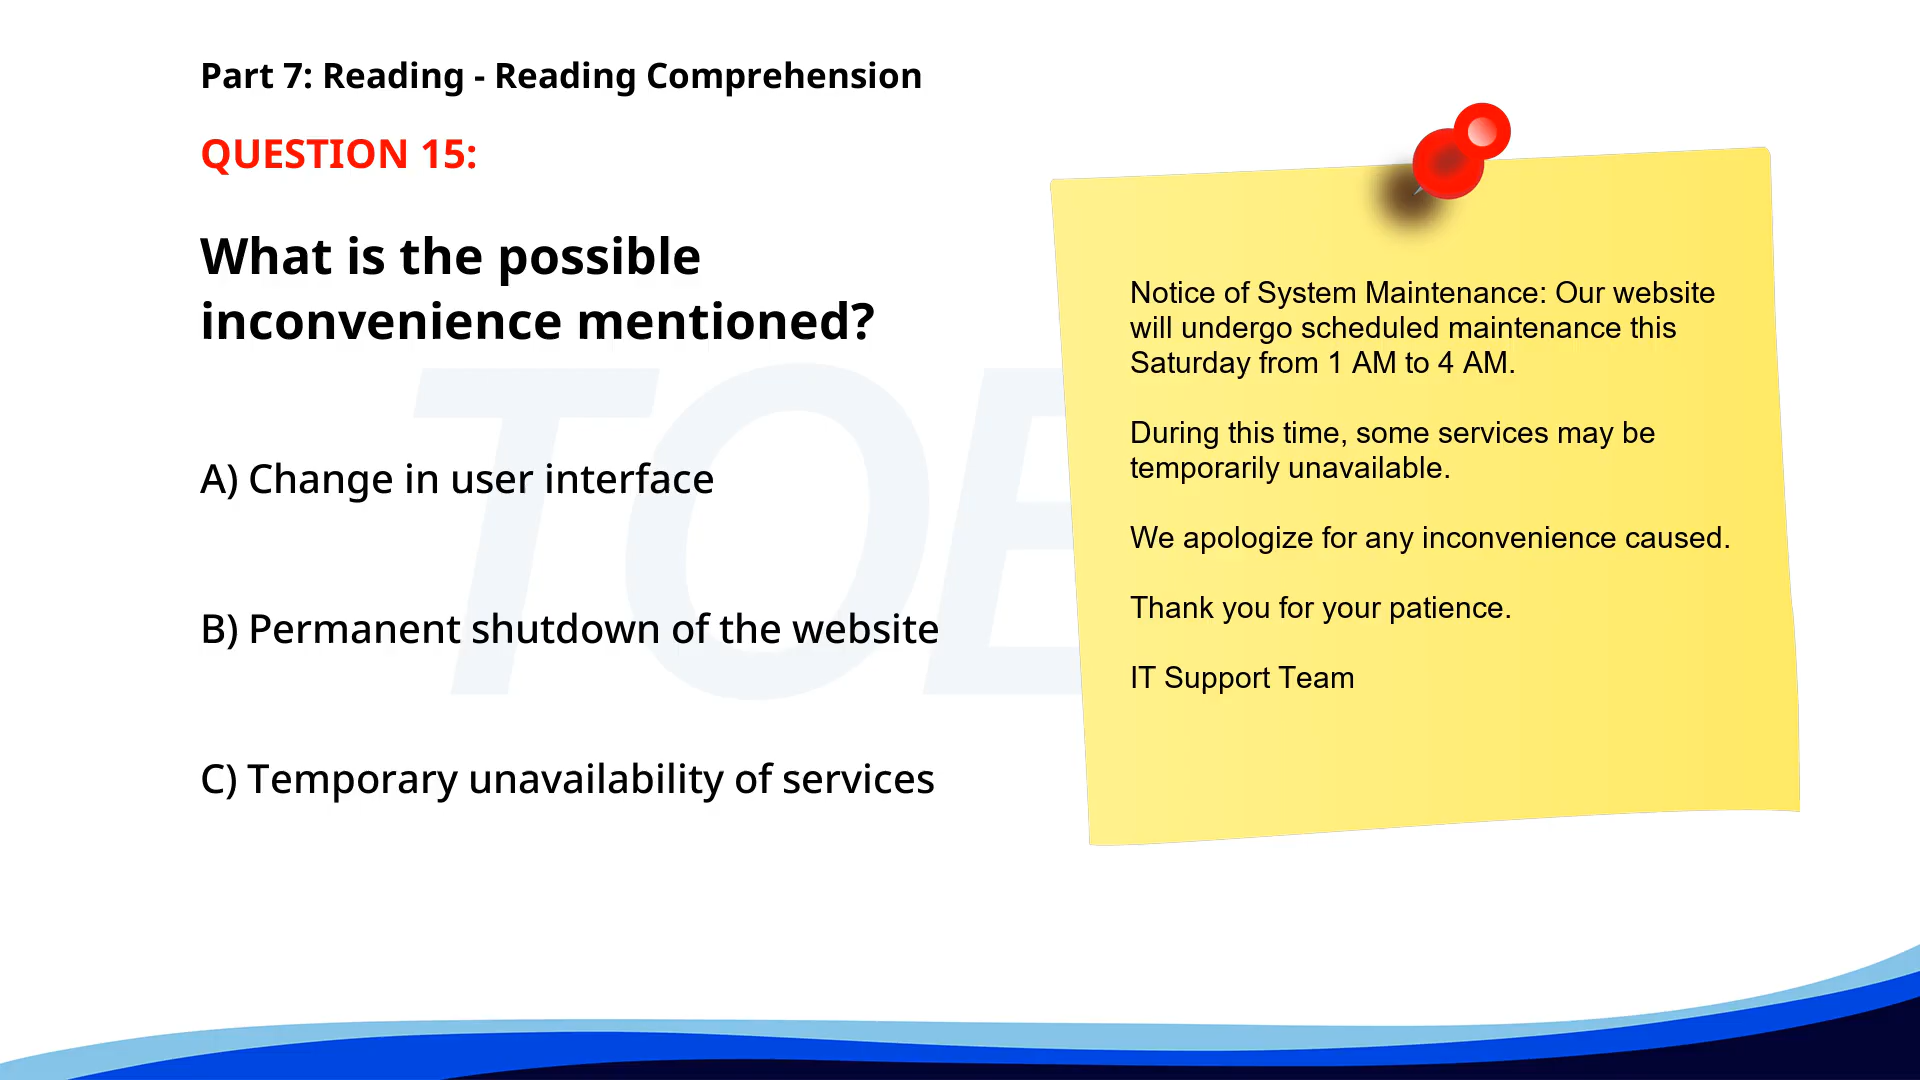 Part 7: Reading - Reading Comprehension
QUESTION 15:
What is the possible
inconvenience mentioned?
A) Change in user interface
B) Permanent shutdown of the website
C) Temporary unavailability of services
Notice of System Maintenance: Our website
will undergo scheduled maintenance this
Saturday from 1 AM to 4 AM.
During this time, some services may be
temporarily unavailable.
We apologize for any inconvenience caused.
Thank you for your patience.
IT Support Team
TOE